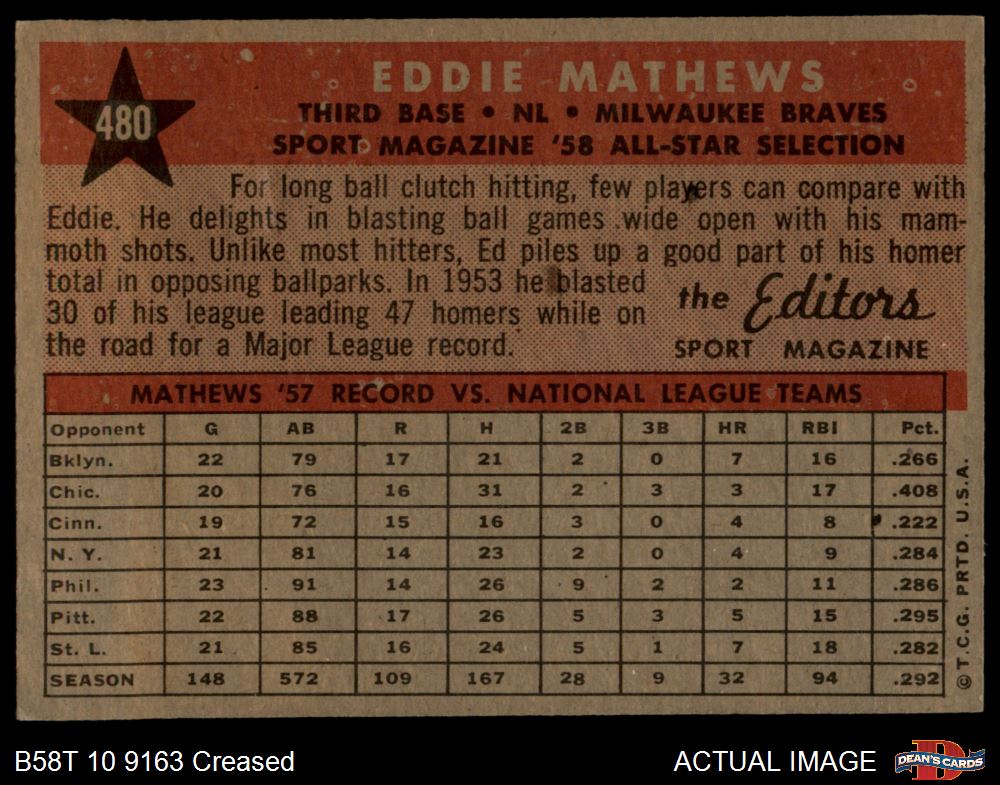 480
EDDIE MATHEWS
THIRD BASE • NL • MILWAUKEE BRAVES
SPORT MAGAZINE '58 ALL-STAR SELECTION
For long ball clutch hitting, few players can compare with
Eddie. He delights in blasting ball games wide open with his mam-
moth shots. Unlike most hitters, Ed piles up a good part of his homer
total in opposing ballparks. In 1953 he blasted
30 of his league leading 47 homers while on
the road for a Major League record.
the Editors
SPORT MAGAZINE
MATHEWS '57 RECORD VS. NATIONAL LEAGUE TEAMS
Opponent G AB R H 2B 3B HR RBI Pct.
Bklyn. 22 79 17 21 2 0 7 16 .266
Chic. 20 76 16 31 2 3 3 17 .408
Cinn. 19 72 15 16 3 0 4 8 .222
N. Y. 21 81 14 23 2 0 4 9 .284
Phil. 23 91 14 26 9 2 2 11 .286
Pitt. 22 88 17 26 5 3 5 15 .295
St. L. 21 85 16 24 5 1 7 18 .282
SEASON 148 572 109 167 28 9 32 94 .292
© T.C.G. PRTD. U.S.A.
B58T 10 9163 Creased
ACTUAL IMAGE
D
DEAN'S CARDS